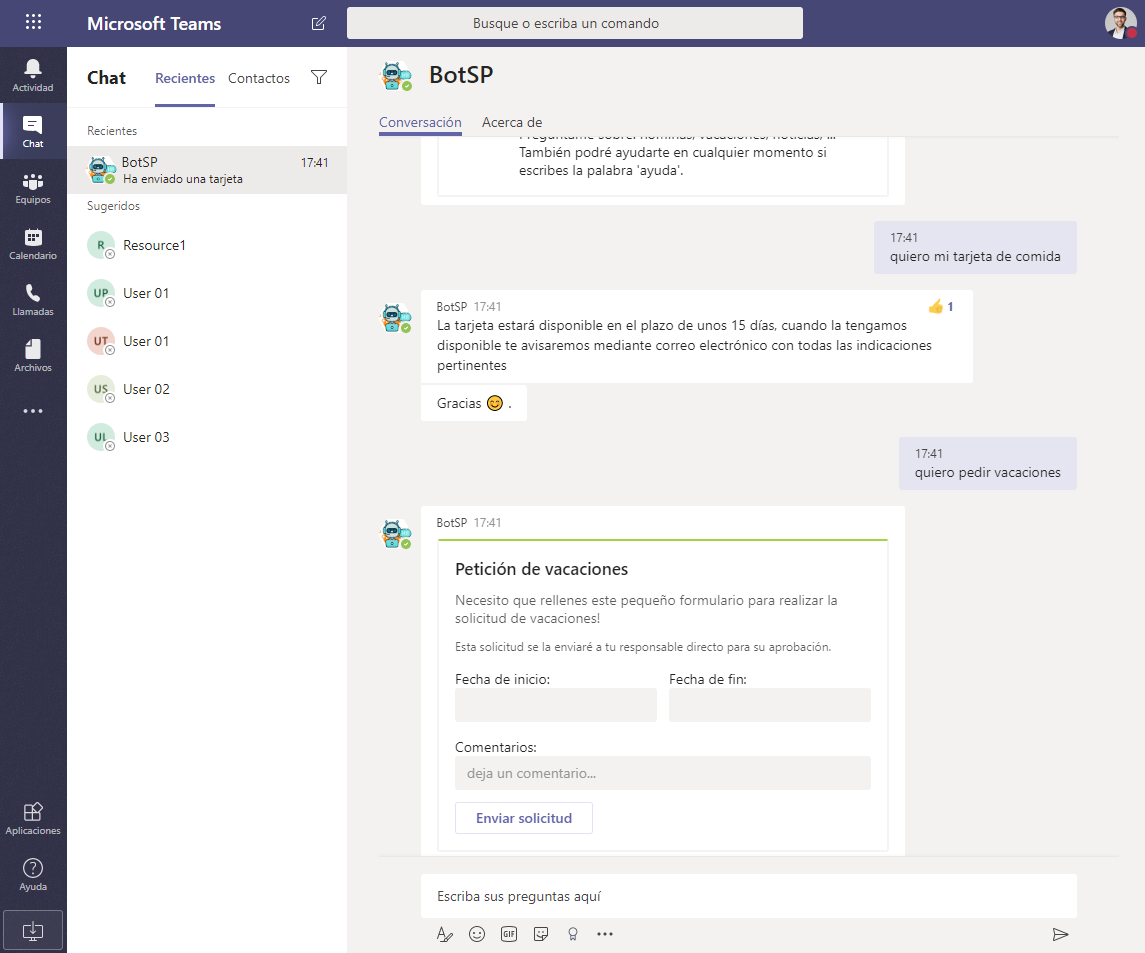 Microsoft Teams
Busque o escriba un comando
Actividad
Chat
Equipos
Calendario
Llamadas
Archivos
Aplicaciones
Ayuda
Chat
Recientes
Contactos
Recientes
BotSP
17:41
Ha enviado una tarjeta
Sugeridos
R
Resource1
UP
User 01
UT
User 01
US
User 02
UL
User 03
BotSP
Conversación
Acerca de
Pregúntame sobre: nóminas, vacaciones, noticias, ...
También podré ayudarte en cualquier momento si
escribes la palabra 'ayuda'.
17:41
quiero mi tarjeta de comida
BotSP 17:41
1
La tarjeta estará disponible en el plazo de unos 15 días, cuando la tengamos
disponible te avisaremos mediante correo electrónico con todas las indicaciones
pertinentes
Gracias 😊 .
17:41
quiero pedir vacaciones
BotSP 17:41
Petición de vacaciones
Necesito que rellenes este pequeño formulario para realizar la
solicitud de vacaciones!
Esta solicitud se la enviaré a tu responsable directo para su aprobación.
Fecha de inicio:
Fecha de fin:
Comentarios:
deja un comentario...
Enviar solicitud
Escriba sus preguntas aquí
GIF